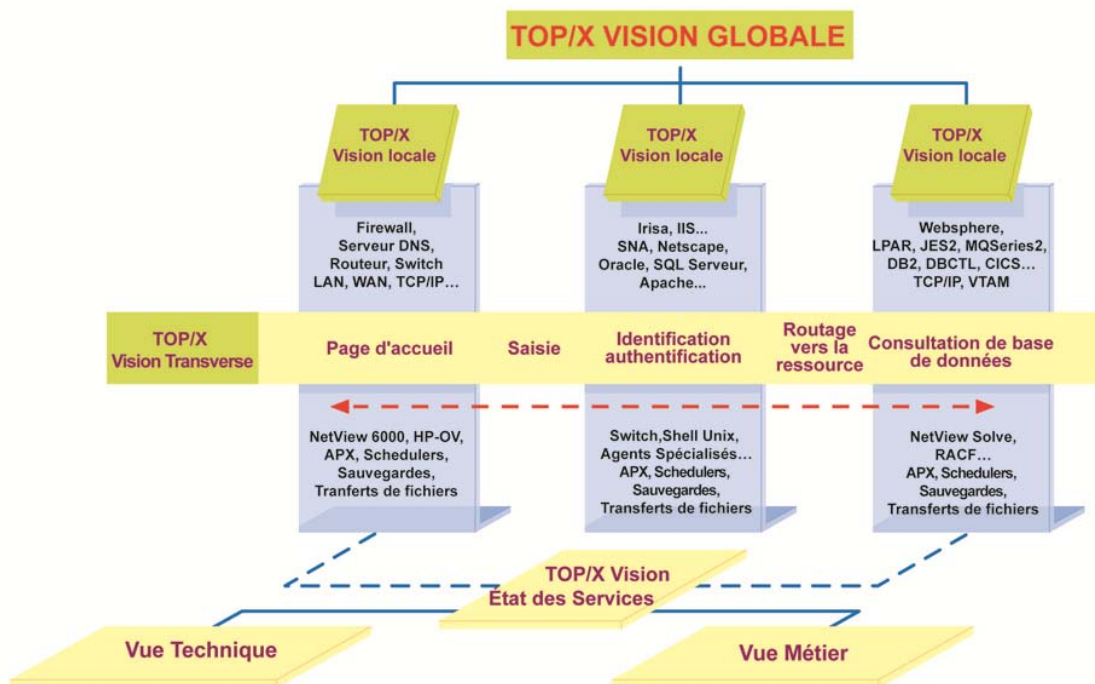 TOP/X VISION GLOBALE
TOP/X
Vision locale
TOP/X
Vision locale
TOP/X
Vision locale
Firewall,
Serveur DNS,
Routeur, Switch
LAN, WAN, TCP/IP...
Irisa, IIS...
SNA, Netscape,
Oracle, SQL Serveur,
Apache...
Websphere,
LPAR, JES2, MQSeries2,
DB2, DBCTL, CICS...
TCP/IP, VTAM
TOP/X
Vision Transverse
Page d'accueil
Saisie
Identification
authentification
Routage
vers la
ressource
Consultation de base
de données
NetView 6000, HP-OV,
APX, Schedulers,
Sauvegardes,
Tranferts de fichiers
Switch,Shell Unix,
Agents Spécialisés...
APX, Schedulers,
Sauvegardes,
Transferts de fichiers
NetView Solve,
RACF...
APX, Schedulers,
Sauvegardes,
Transferts de fichiers
TOP/X Vision
État des Services
Vue Technique
Vue Métier